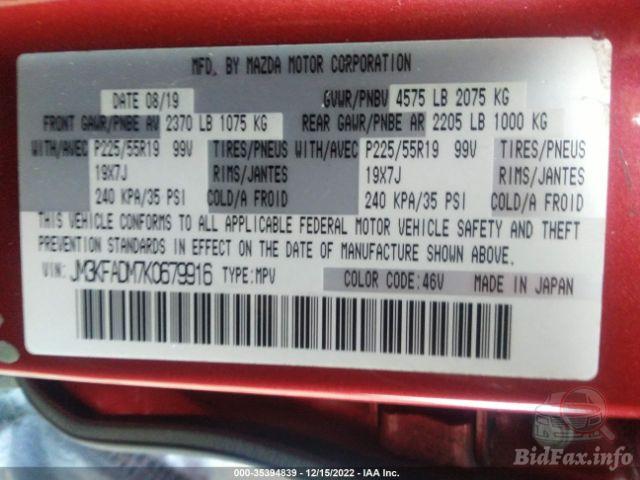 MFD. BY MAZDA MOTOR CORPORATION
DATE 08/19 GVWR/PNBV 4575 LB 2075 KG
FRONT GAWR/PNBE AV 2370 LB 1075 KG REAR GAWR/PNBE AR 2205 LB 1000 KG
WITH/AVEC P225/55R19 99V TIRES/PNEUS WITH/AVEC P225/55R19 99V TIRES/PNEUS
19X7J RIMS/JANTES 19X7J RIMS/JANTES
240 KPA/35 PSI COLD/A FROID 240 KPA/35 PSI COLD/A FROID
THIS VEHICLE CONFORMS TO ALL APPLICABLE FEDERAL MOTOR VEHICLE SAFETY AND THEFT
PREVENTION STANDARDS IN EFFECT ON THE DATE OF MANUFACTURE SHOWN ABOVE.
VIN: JM3KFADM7K0679916 TYPE:MPV COLOR CODE:46V MADE IN JAPAN
000-35394839 - 12/15/2022 - IAA Inc.
BidFax.info